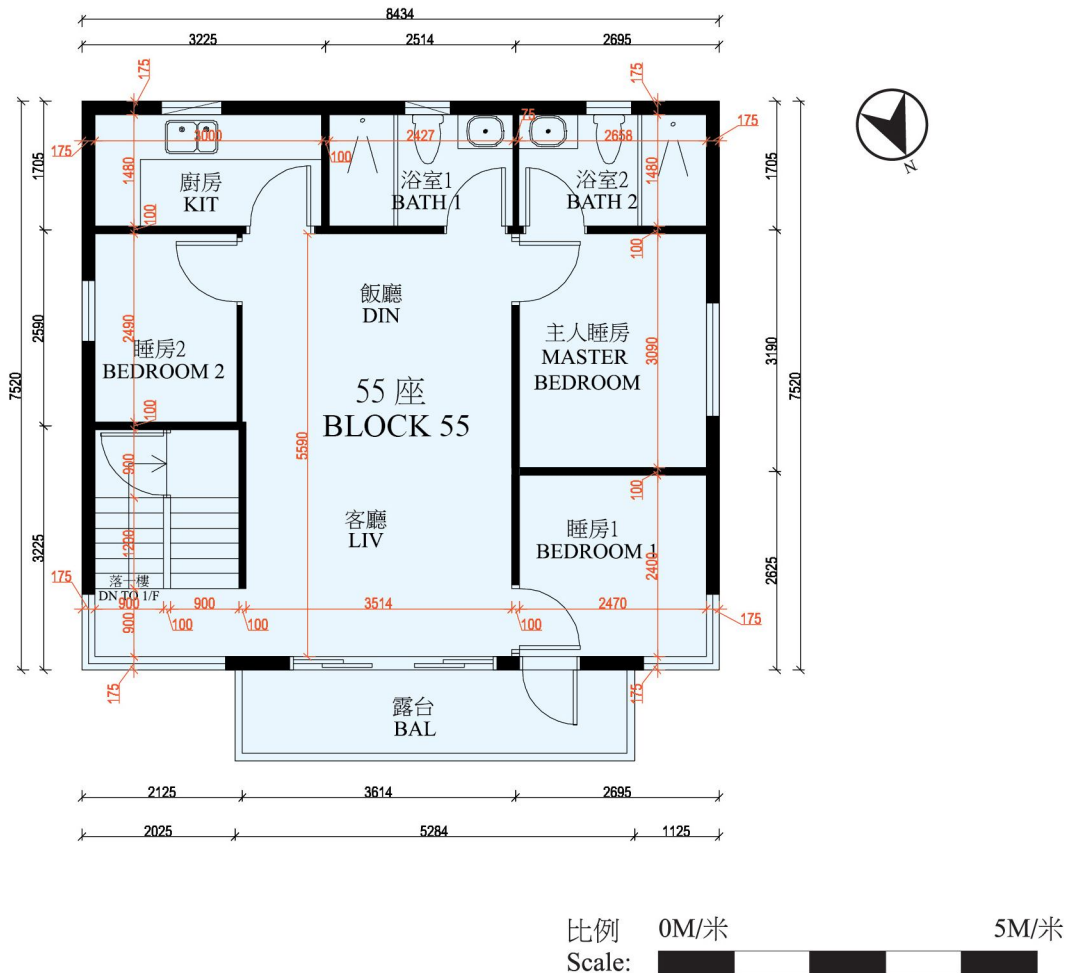 8434
3225 2514 2695
175 175
175 3000 2427 75 2658 175
100
1705 1480 1480 1705
廚房
KIT
浴室1
BATH 1
浴室2
BATH 2
N
100 100
飯廳
DIN
7520 2590 2490 3090 3190 7520
睡房2
BEDROOM 2
主人睡房
MASTER
BEDROOM
55 座
BLOCK 55
100
5590
900
100
客廳
LIV
睡房1
BEDROOM 1
3225 1200 2400 2625
落一樓
DN TO 1/F
175 900 900 3514 2470 175
900 100 100 100
175 175
露台
BAL
2125 3614 2695
2025 5284 1125
比例 0M/米 5M/米
Scale: